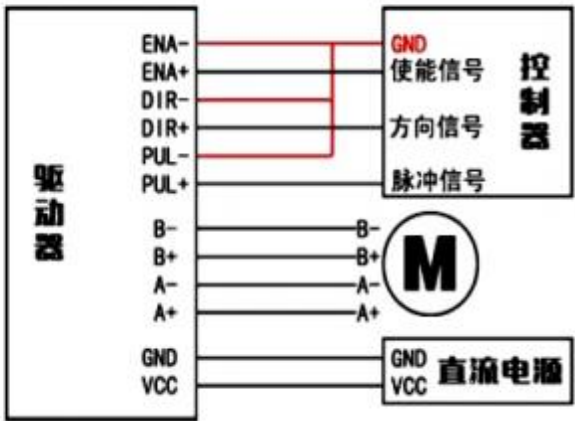 驱动器
ENA-
ENA+
DIR-
DIR+
PUL-
PUL+
B-
B+
A-
A+
GND
VCC
GND
使能信号
方向信号
脉冲信号
控制器
B-
B+
A-
A+
M
GND
VCC
直流电源